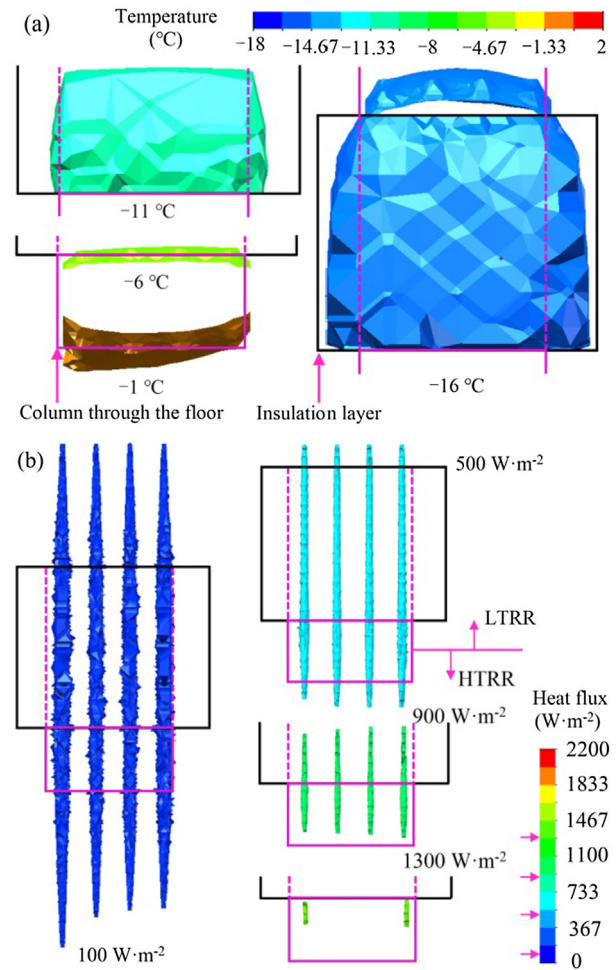 (a)
Temperature
(℃)
−18 −14.67 −11.33 −8 −4.67 −1.33 2
−11 ℃
−6 ℃
−1 ℃
−16 ℃
Column through the floor
Insulation layer
(b)
500 W·m-2
LTRR
HTRR
900 W·m-2
Heat flux
(W·m-2)
2200
1833
1467
1100
733
367
0
1300 W·m-2
100 W·m-2